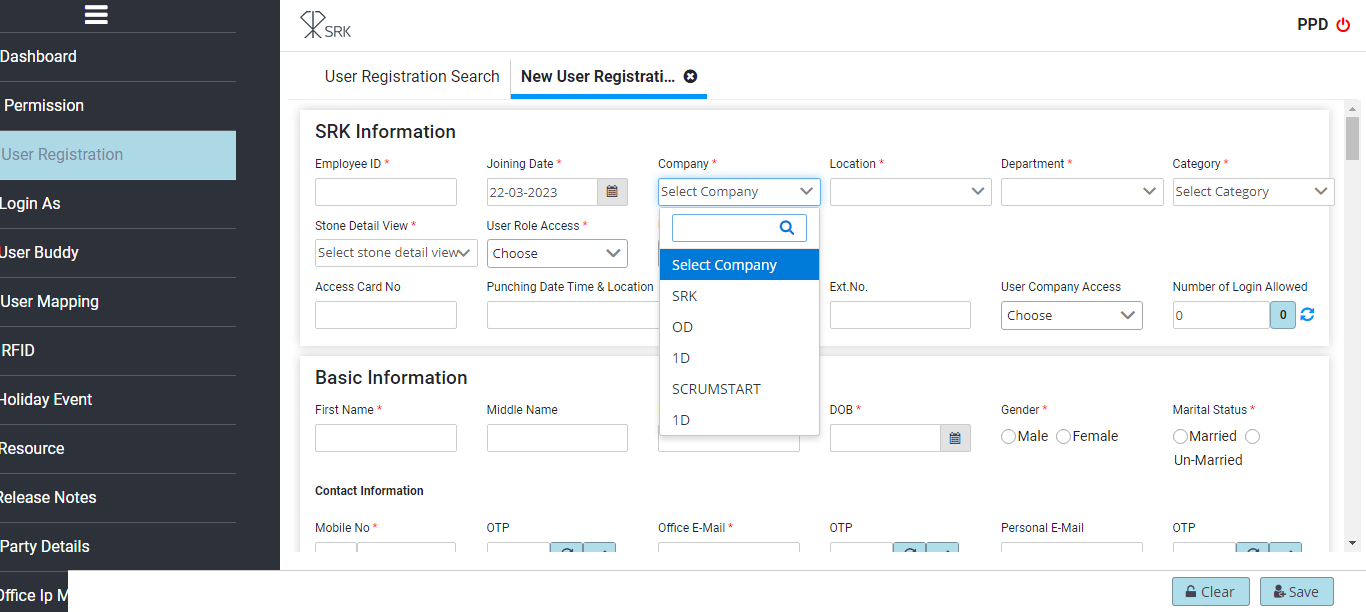 SRK
PPD
Dashboard
Permission
User Registration
Login As
User Buddy
User Mapping
RFID
Holiday Event
Resource
Release Notes
Party Details
Office Ip M
User Registration Search
New User Registrati...
SRK Information
Employee ID *
Joining Date *
Company *
Location *
Department *
Category *
22-03-2023
Select Company
Select Category
Stone Detail View *
User Role Access *
Select stone detail view
Choose
Select Company
SRK
OD
1D
SCRUMSTART
1D
Access Card No
Punching Date Time & Location
Ext.No.
User Company Access
Number of Login Allowed
Choose
0
0
Basic Information
First Name *
Middle Name
DOB *
Gender *
Marital Status *
Male
Female
Married
Un-Married
Contact Information
Mobile No *
OTP
Office E-Mail *
OTP
Personal E-Mail
OTP
Clear
Save